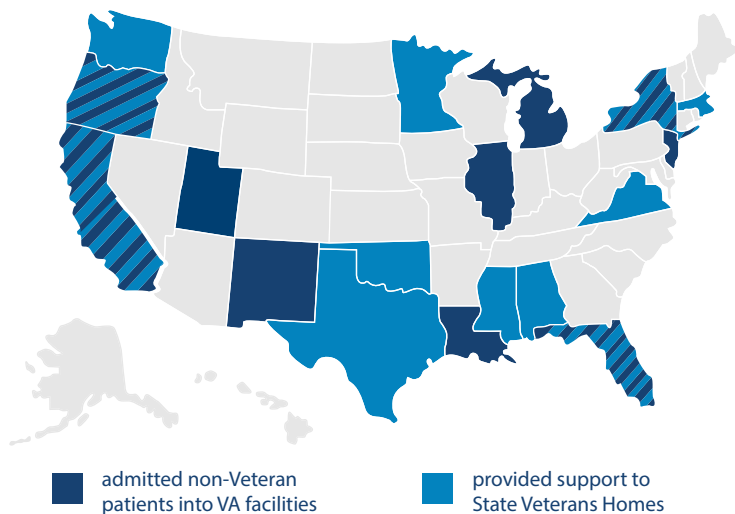 admitted non-Veteran
patients into VA facilities
provided support to
State Veterans Homes